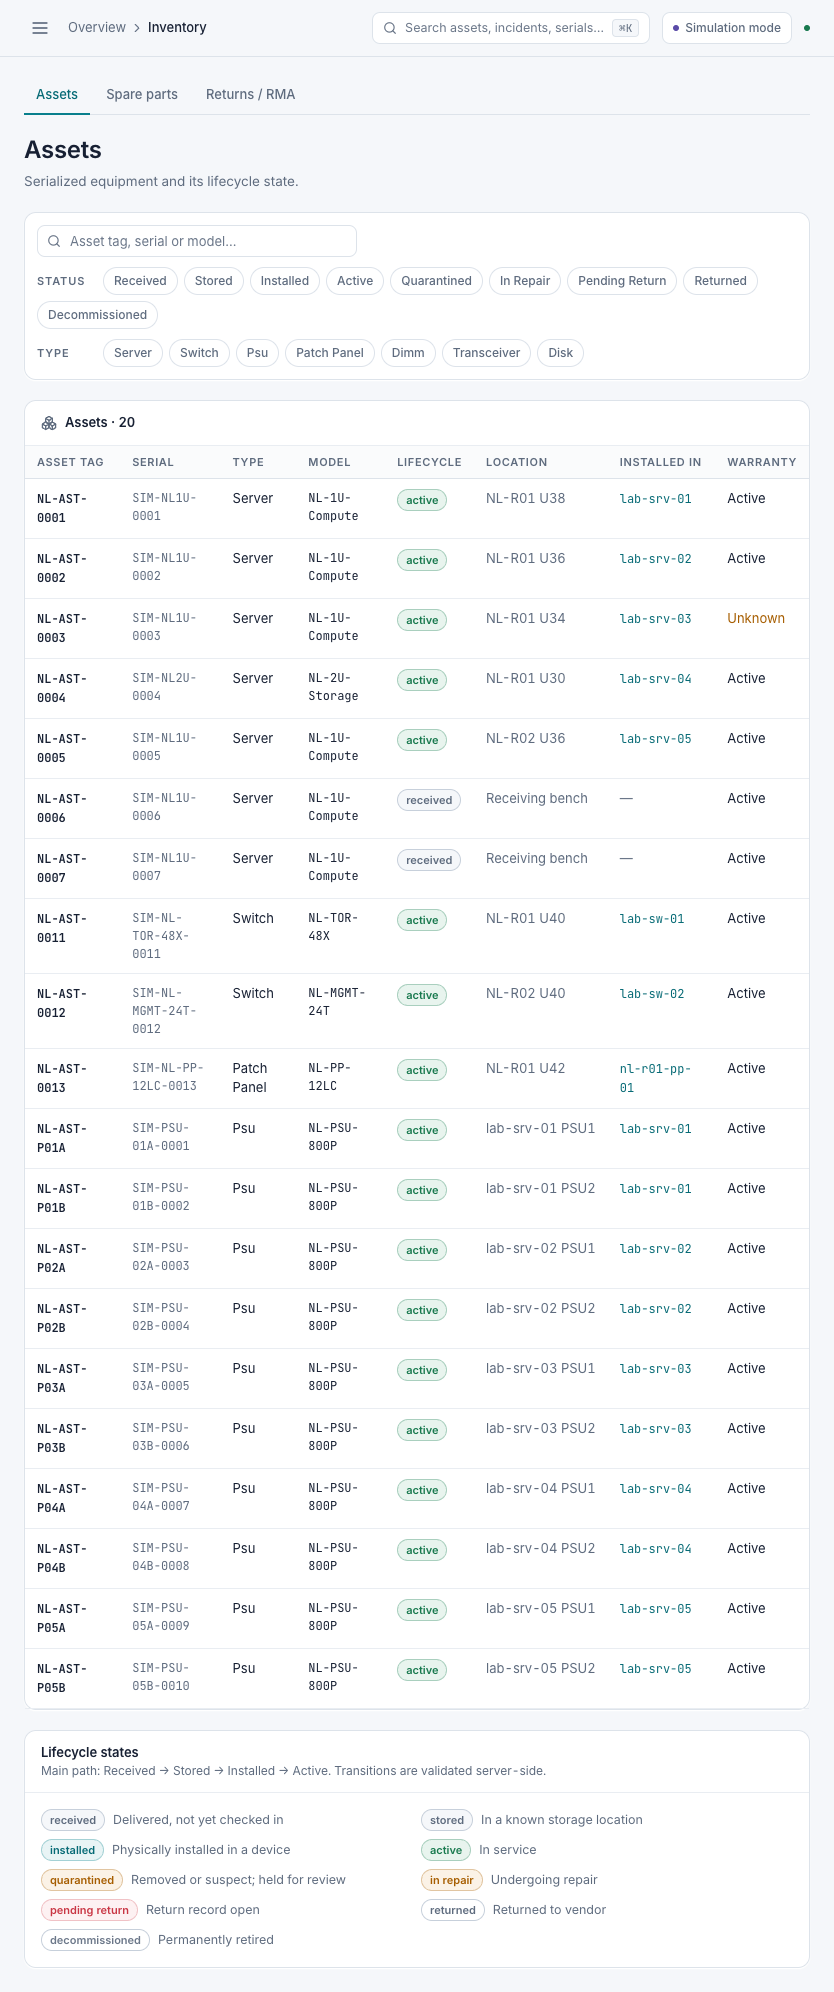 Overview > Inventory
Search assets, incidents, serials... ⌘K
Simulation mode
Assets Spare parts Returns / RMA
Assets
Serialized equipment and its lifecycle state.
Asset tag, serial or model...
STATUS Received Stored Installed Active Quarantined In Repair Pending Return Returned
Decommissioned
TYPE Server Switch Psu Patch Panel Dimm Transceiver Disk
Assets · 20
ASSET TAG SERIAL TYPE MODEL LIFECYCLE LOCATION INSTALLED IN WARRANTY
NL-AST- SIM-NL1U- Server NL-1U- active NL-R01 U38 lab-srv-01 Active
0001 0001 Compute
NL-AST- SIM-NL1U- Server NL-1U- active NL-R01 U36 lab-srv-02 Active
0002 0002 Compute
NL-AST- SIM-NL1U- Server NL-1U- active NL-R01 U34 lab-srv-03 Unknown
0003 0003 Compute
NL-AST- SIM-NL2U- Server NL-2U- active NL-R01 U30 lab-srv-04 Active
0004 0004 Storage
NL-AST- SIM-NL1U- Server NL-1U- active NL-R02 U36 lab-srv-05 Active
0005 0005 Compute
NL-AST- SIM-NL1U- Server NL-1U- received Receiving bench — Active
0006 0006 Compute
NL-AST- SIM-NL1U- Server NL-1U- received Receiving bench — Active
0007 0007 Compute
NL-AST- SIM-NL- Switch NL-TOR- active NL-R01 U40 lab-sw-01 Active
0011 TOR-48X- 48X
0011
NL-AST- SIM-NL- Switch NL-MGMT- active NL-R02 U40 lab-sw-02 Active
0012 MGMT-24T- 24T
0012
NL-AST- SIM-NL-PP- Patch NL-PP- active NL-R01 U42 nl-r01-pp- Active
0013 12LC-0013 Panel 12LC 01
NL-AST- SIM-PSU- Psu NL-PSU- active lab-srv-01 PSU1 lab-srv-01 Active
P01A 01A-0001 800P
NL-AST- SIM-PSU- Psu NL-PSU- active lab-srv-01 PSU2 lab-srv-01 Active
P01B 01B-0002 800P
NL-AST- SIM-PSU- Psu NL-PSU- active lab-srv-02 PSU1 lab-srv-02 Active
P02A 02A-0003 800P
NL-AST- SIM-PSU- Psu NL-PSU- active lab-srv-02 PSU2 lab-srv-02 Active
P02B 02B-0004 800P
NL-AST- SIM-PSU- Psu NL-PSU- active lab-srv-03 PSU1 lab-srv-03 Active
P03A 03A-0005 800P
NL-AST- SIM-PSU- Psu NL-PSU- active lab-srv-03 PSU2 lab-srv-03 Active
P03B 03B-0006 800P
NL-AST- SIM-PSU- Psu NL-PSU- active lab-srv-04 PSU1 lab-srv-04 Active
P04A 04A-0007 800P
NL-AST- SIM-PSU- Psu NL-PSU- active lab-srv-04 PSU2 lab-srv-04 Active
P04B 04B-0008 800P
NL-AST- SIM-PSU- Psu NL-PSU- active lab-srv-05 PSU1 lab-srv-05 Active
P05A 05A-0009 800P
NL-AST- SIM-PSU- Psu NL-PSU- active lab-srv-05 PSU2 lab-srv-05 Active
P05B 05B-0010 800P
Lifecycle states
Main path: Received → Stored → Installed → Active. Transitions are validated server-side.
received Delivered, not yet checked in stored In a known storage location
installed Physically installed in a device active In service
quarantined Removed or suspect; held for review in repair Undergoing repair
pending return Return record open returned Returned to vendor
decommissioned Permanently retired